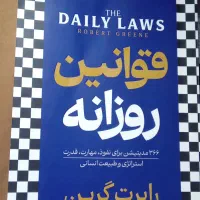 THE
DAILY LAWS
ROBERT GREENE
قوانین
روزانه
۳۶۶ مدیتیشن برای نفوذ، مهارت، قدرت
استراتژی و طبیعت انسانی
رابرت گرین